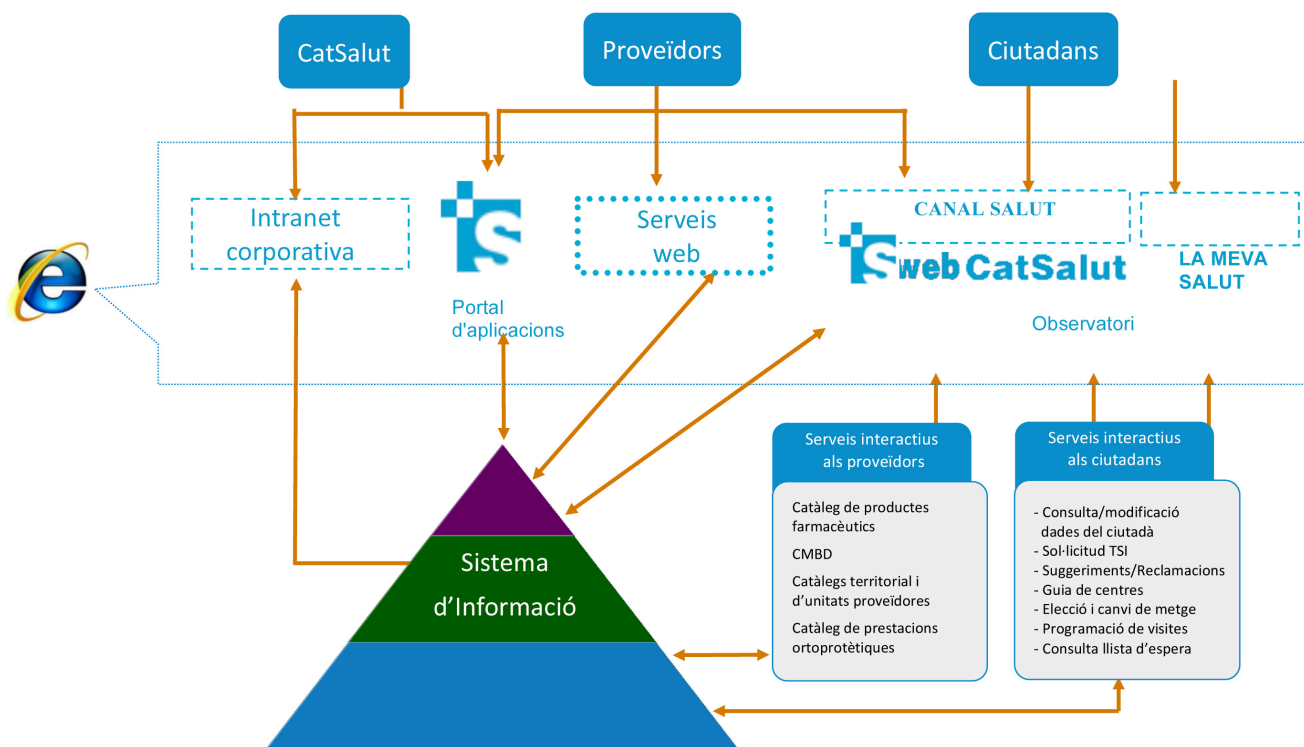 CatSalut
Proveïdors
Ciutadans
Intranet
corporativa
S
Portal
d'aplicacions
Serveis
web
CANAL SALUT
S web CatSalut
Observatori
LA MEVA
SALUT
e
Sistema
d'Informació
Serveis interactius
als proveïdors
Catàleg de productes
farmacèutics
CMBD
Catàlegs territorial i
d'unitats proveïdores
Catàleg de prestacions
ortoprotètiques
Serveis interactius
als ciutadans
- Consulta/modificació
dades del ciutadà
- Sol·licitud TSI
- Suggeriments/Reclamacions
- Guia de centres
- Elecció i canvi de metge
- Programació de visites
- Consulta llista d'espera